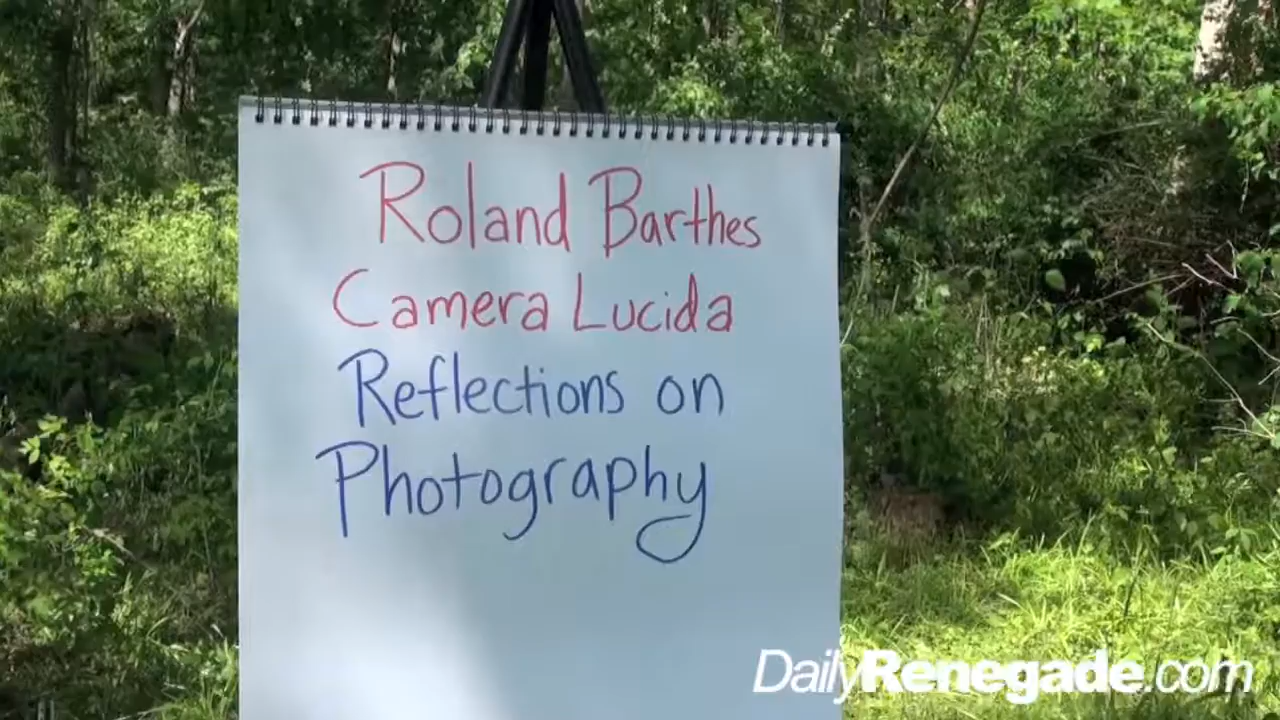 Roland Barthes
Camera Lucida
Reflections on
Photography
DailyRenegade.com